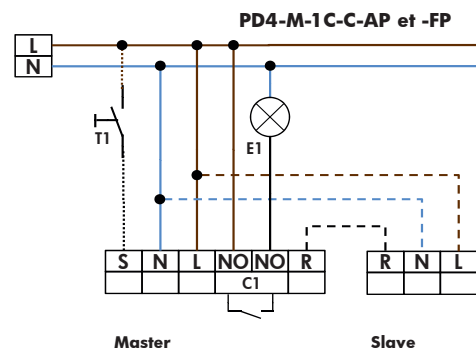 PD4-M-1C-C-AP et -FP
L
N
T1
E1
S N L NO NO R
C1
R N L
Master
Slave